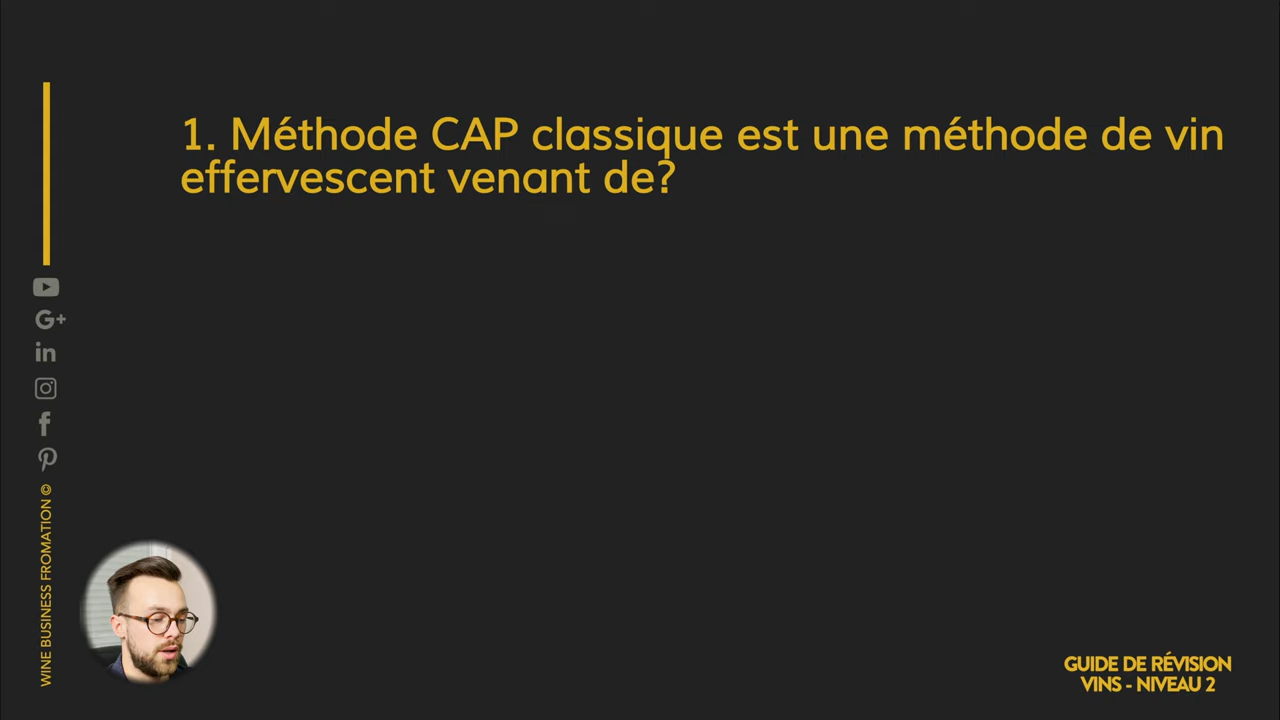 1. Méthode CAP classique est une méthode de vin
effervescent venant de?
G+
in
f
WINE BUSINESS FROMATION ©
GUIDE DE RÉVISION
VINS - NIVEAU 2